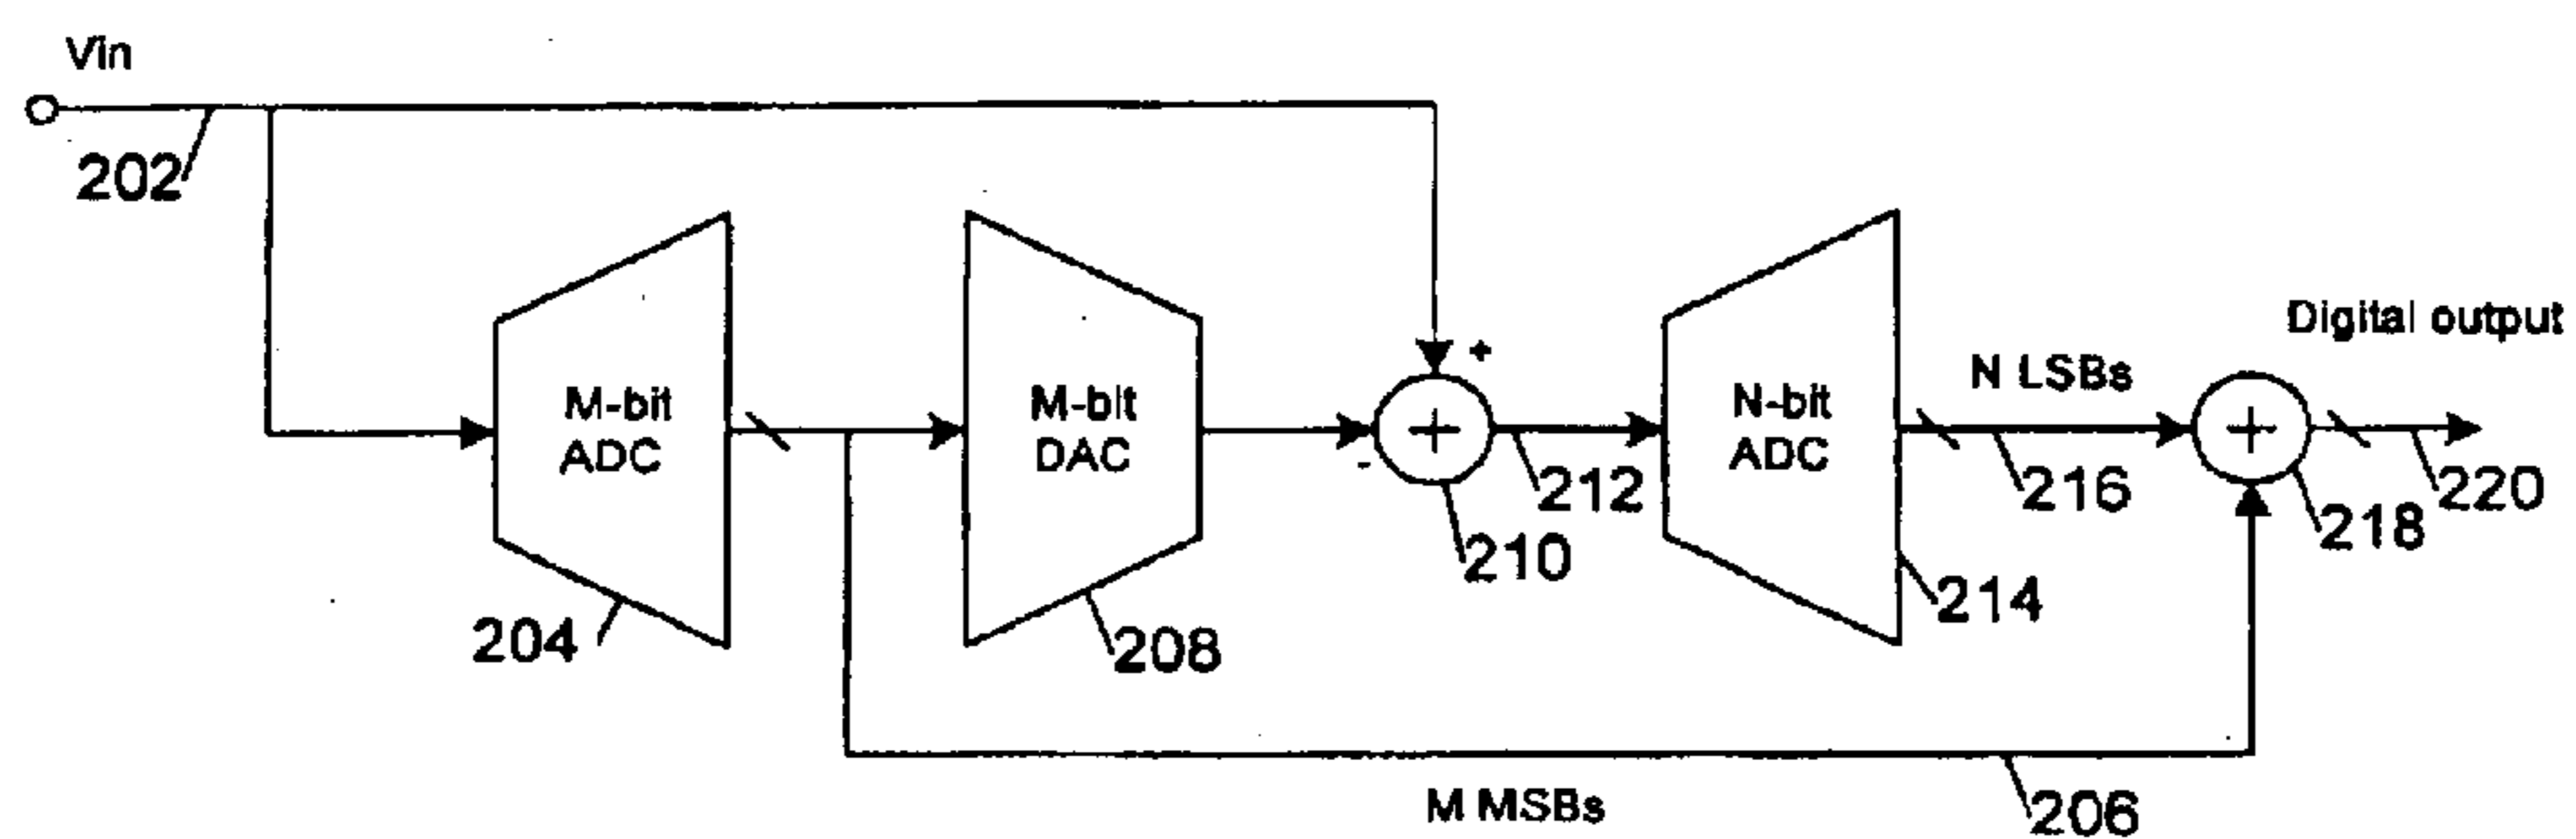 Vin
202
M-bit
ADC
204
M-bit
DAC
208
+
-
+
210
212
N-bit
ADC
214
N LSBs
216
+
218
Digital output
220
M MSBs
206